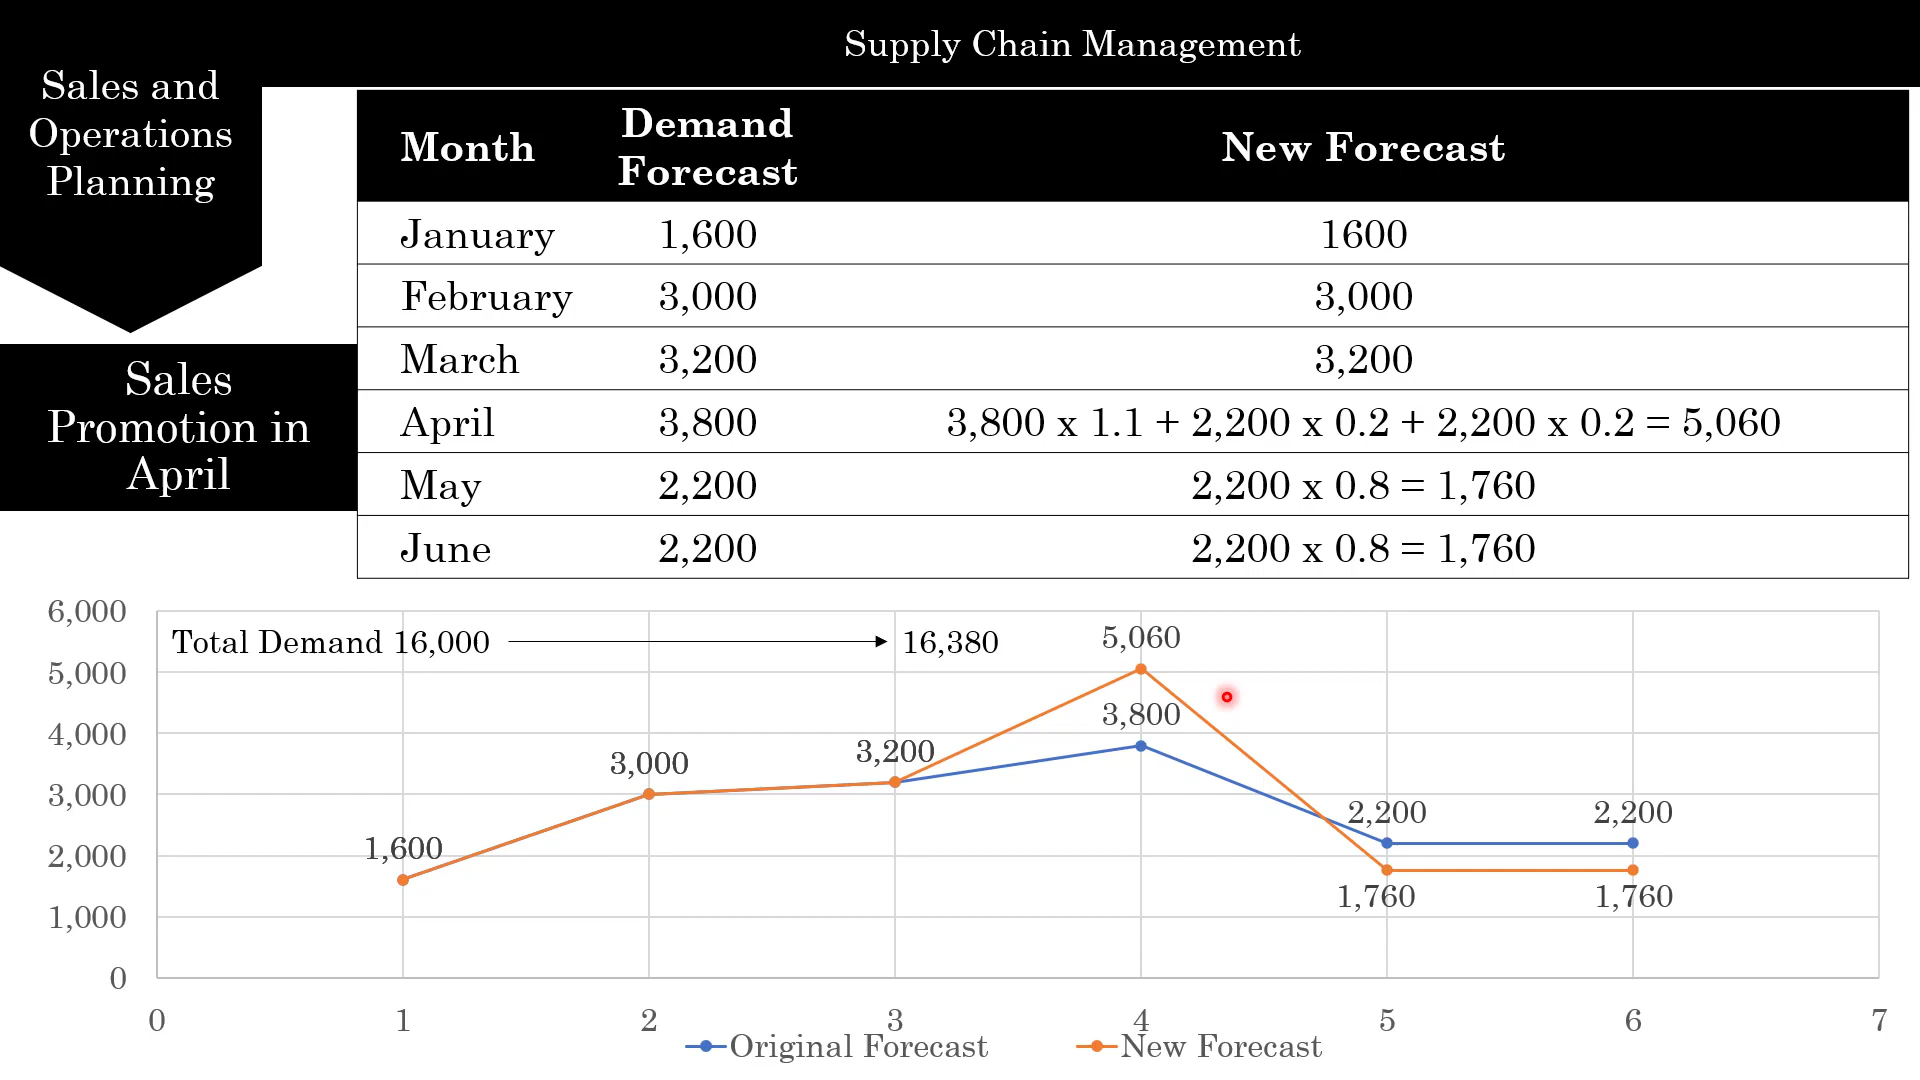 Supply Chain Management
Sales and
Operations
Planning
Sales
Promotion in
April
Month Demand Forecast New Forecast
January 1,600 1600
February 3,000 3,000
March 3,200 3,200
April 3,800 3,800 x 1.1 + 2,200 x 0.2 + 2,200 x 0.2 = 5,060
May 2,200 2,200 x 0.8 = 1,760
June 2,200 2,200 x 0.8 = 1,760
6,000
5,000
4,000
3,000
2,000
1,000
0
Total Demand 16,000 16,380
1,600
3,000
3,200
5,060
3,800
2,200
2,200
1,760
1,760
0 1 2 3 4 5 6 7
Original Forecast New Forecast